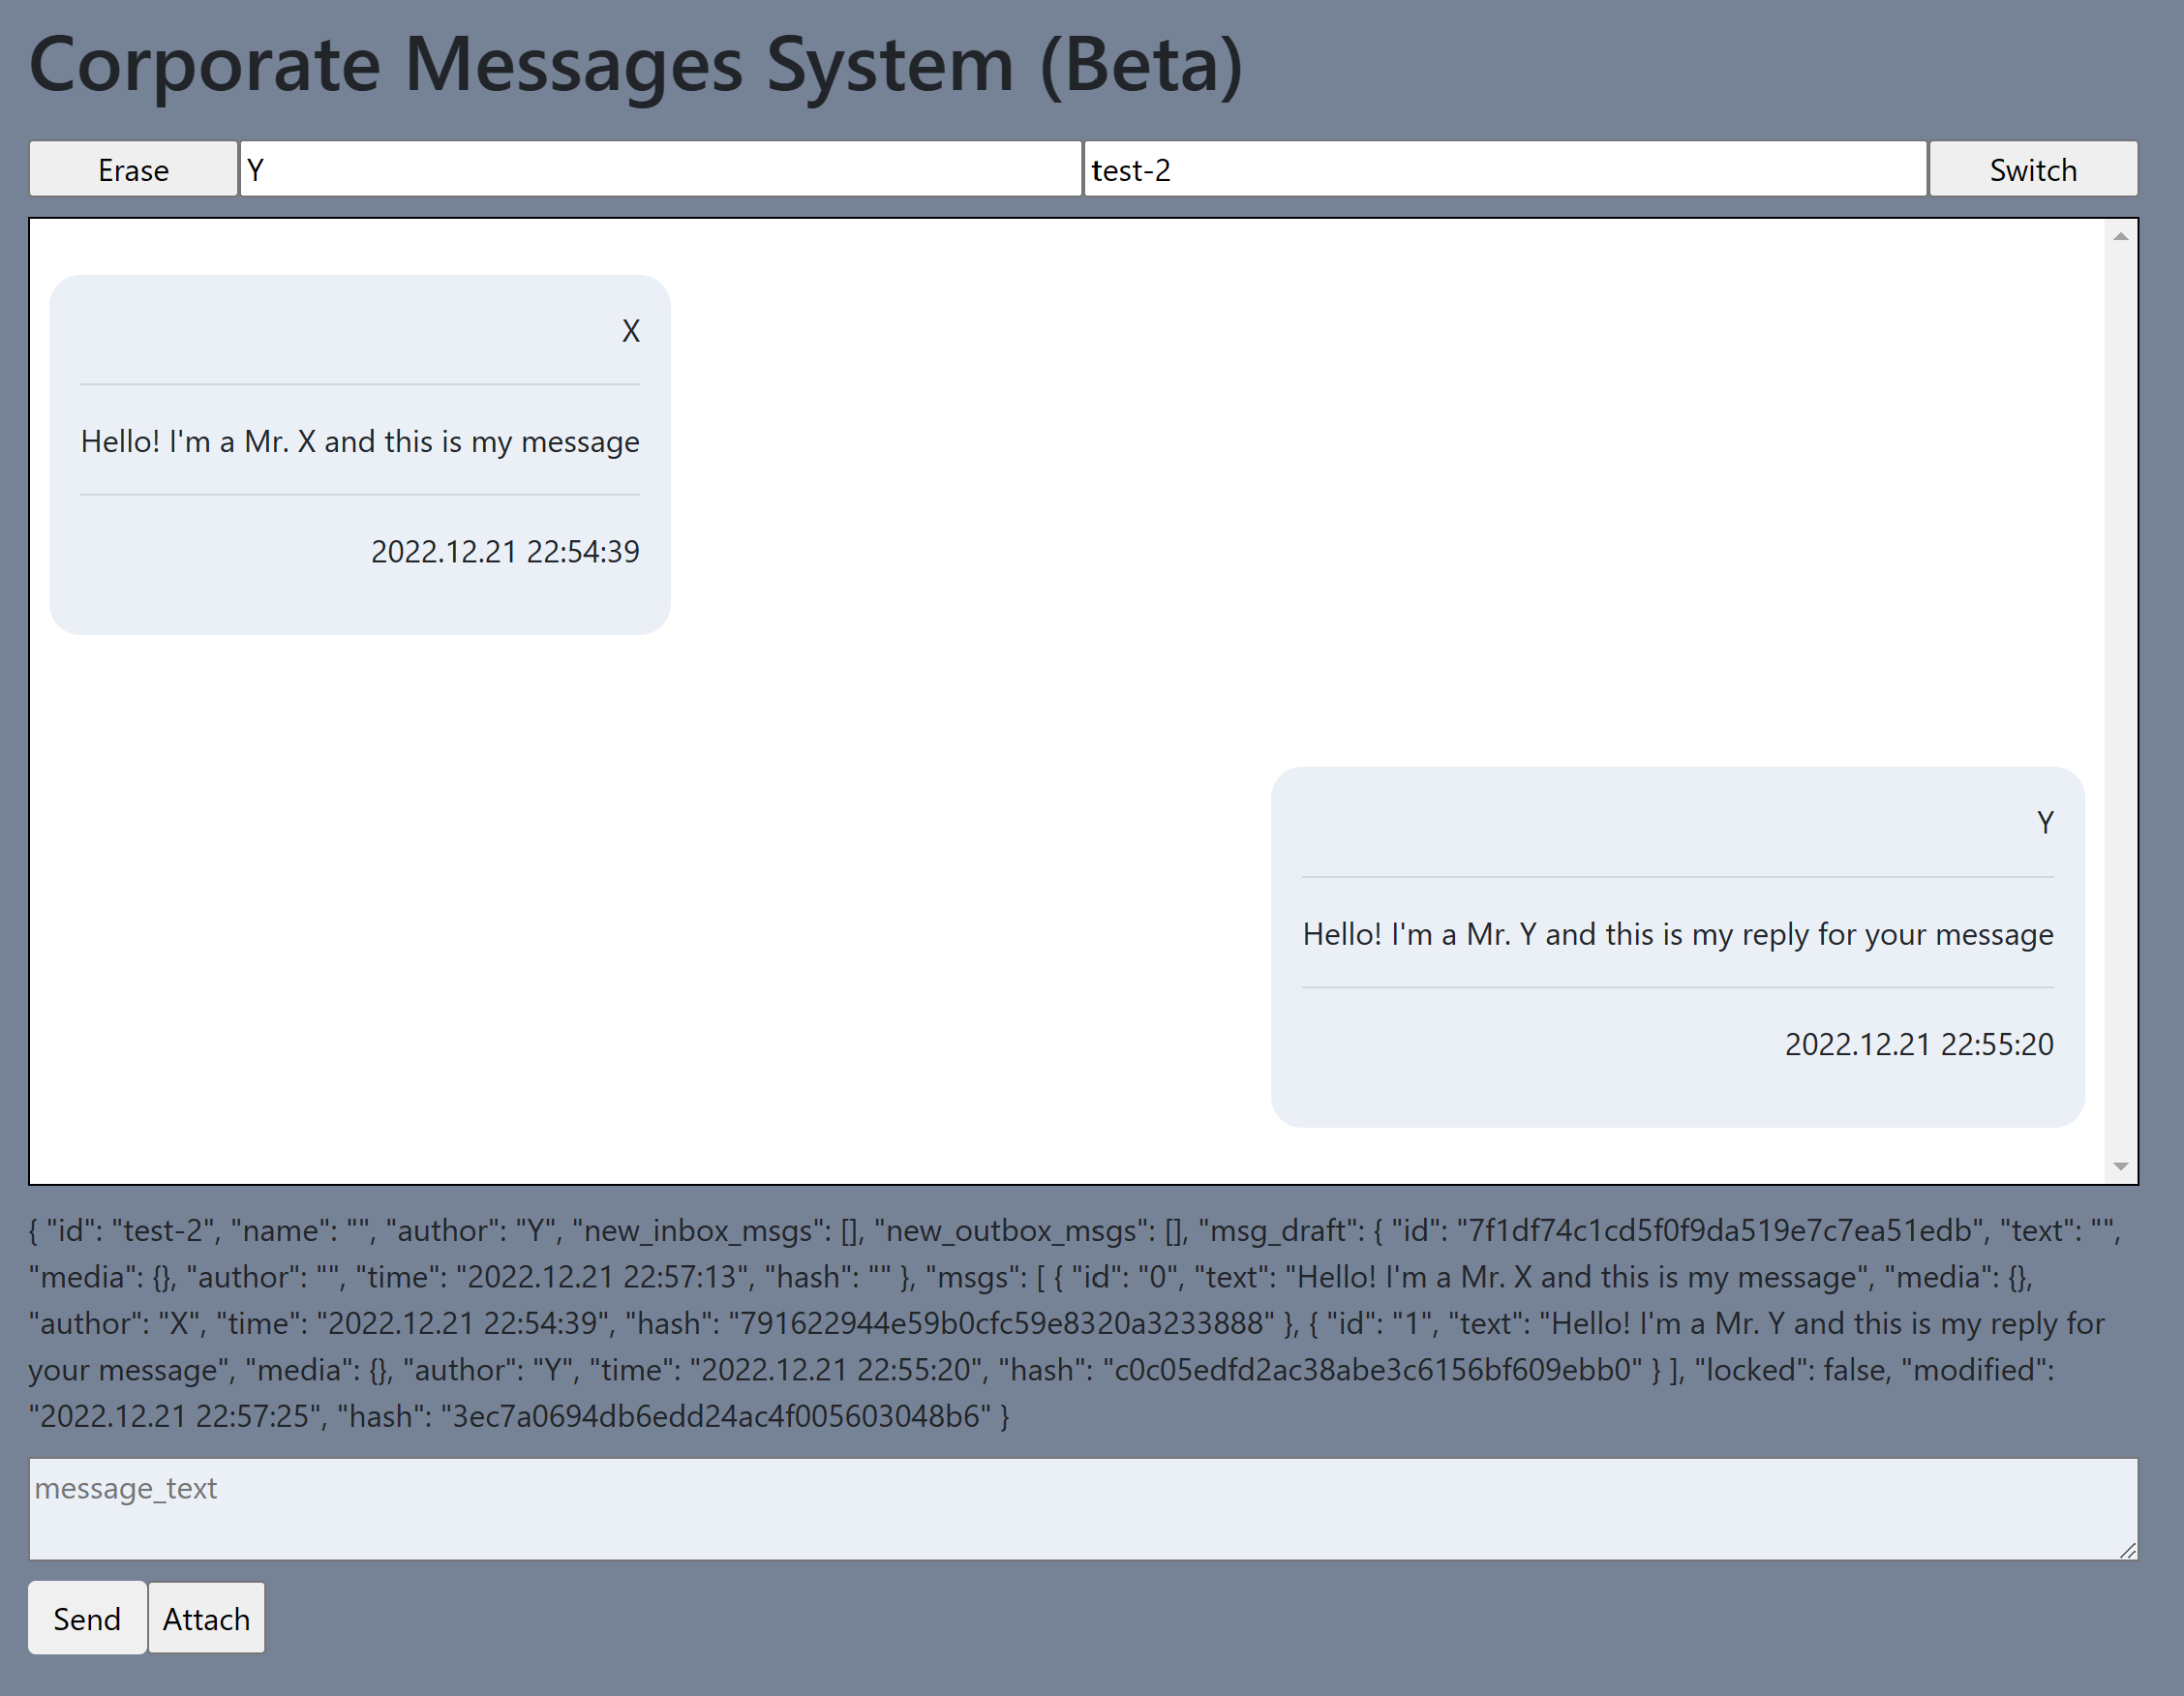 Corporate Messages System (Beta)
Erase Y test-2 Switch
X
Hello! I'm a Mr. X and this is my message
2022.12.21 22:54:39
Y
Hello! I'm a Mr. Y and this is my reply for your message
2022.12.21 22:55:20
{ "id": "test-2", "name": "", "author": "Y", "new_inbox_msgs": [], "new_outbox_msgs": [], "msg_draft": { "id": "7f1df74c1cd5f0f9da519e7c7ea51edb", "text": "",
"media": {}, "author": "", "time": "2022.12.21 22:57:13", "hash": "" }, "msgs": [ { "id": "0", "text": "Hello! I'm a Mr. X and this is my message", "media": {},
"author": "X", "time": "2022.12.21 22:54:39", "hash": "791622944e59b0cfc59e8320a3233888" }, { "id": "1", "text": "Hello! I'm a Mr. Y and this is my reply for
your message", "media": {}, "author": "Y", "time": "2022.12.21 22:55:20", "hash": "c0c05edfd2ac38abe3c6156bf609ebb0" } ], "locked": false, "modified":
"2022.12.21 22:57:25", "hash": "3ec7a0694db6edd24ac4f005603048b6" }
message_text
Send Attach